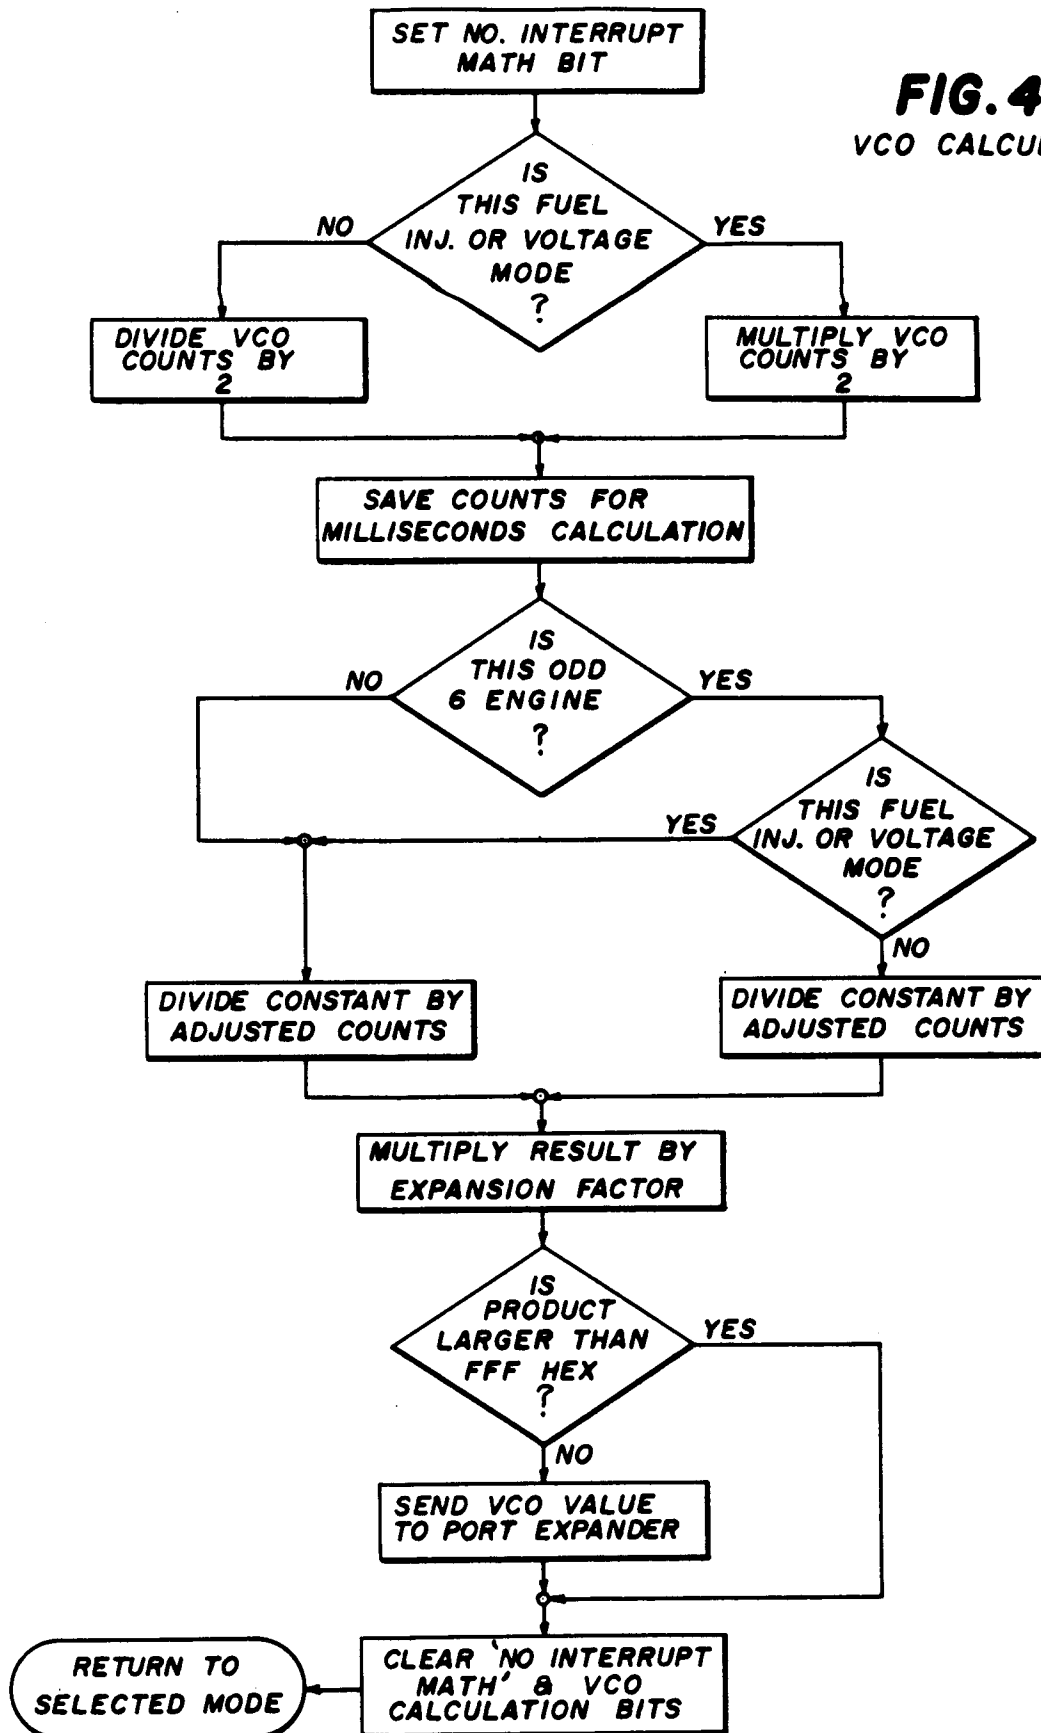 SET NO. INTERRUPT
MATH BIT
FIG. 4
VCO CALCUL
IS
THIS FUEL
INJ. OR VOLTAGE
MODE
?
NO
YES
DIVIDE VCO
COUNTS BY
2
MULTIPLY VCO
COUNTS BY
2
SAVE COUNTS FOR
MILLISECONDS CALCULATION
IS
THIS ODD
6 ENGINE
?
NO
YES
IS
THIS FUEL
INJ. OR VOLTAGE
MODE
?
YES
NO
DIVIDE CONSTANT BY
ADJUSTED COUNTS
DIVIDE CONSTANT BY
ADJUSTED COUNTS
MULTIPLY RESULT BY
EXPANSION FACTOR
IS
PRODUCT
LARGER THAN
FFF HEX
?
YES
NO
SEND VCO VALUE
TO PORT EXPANDER
CLEAR 'NO INTERRUPT
MATH' & VCO
CALCULATION BITS
RETURN TO
SELECTED MODE